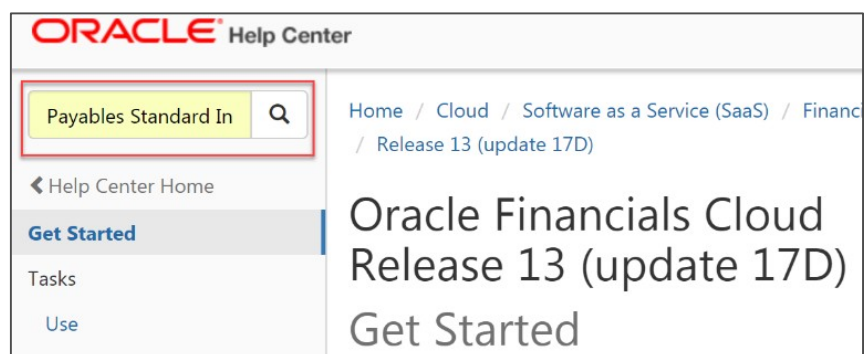 ORACLE® Help Center
Payables Standard In
Home / Cloud / Software as a Service (SaaS) / Financi
/ Release 13 (update 17D)
Help Center Home
Get Started
Tasks
Use
Oracle Financials Cloud
Release 13 (update 17D)
Get Started